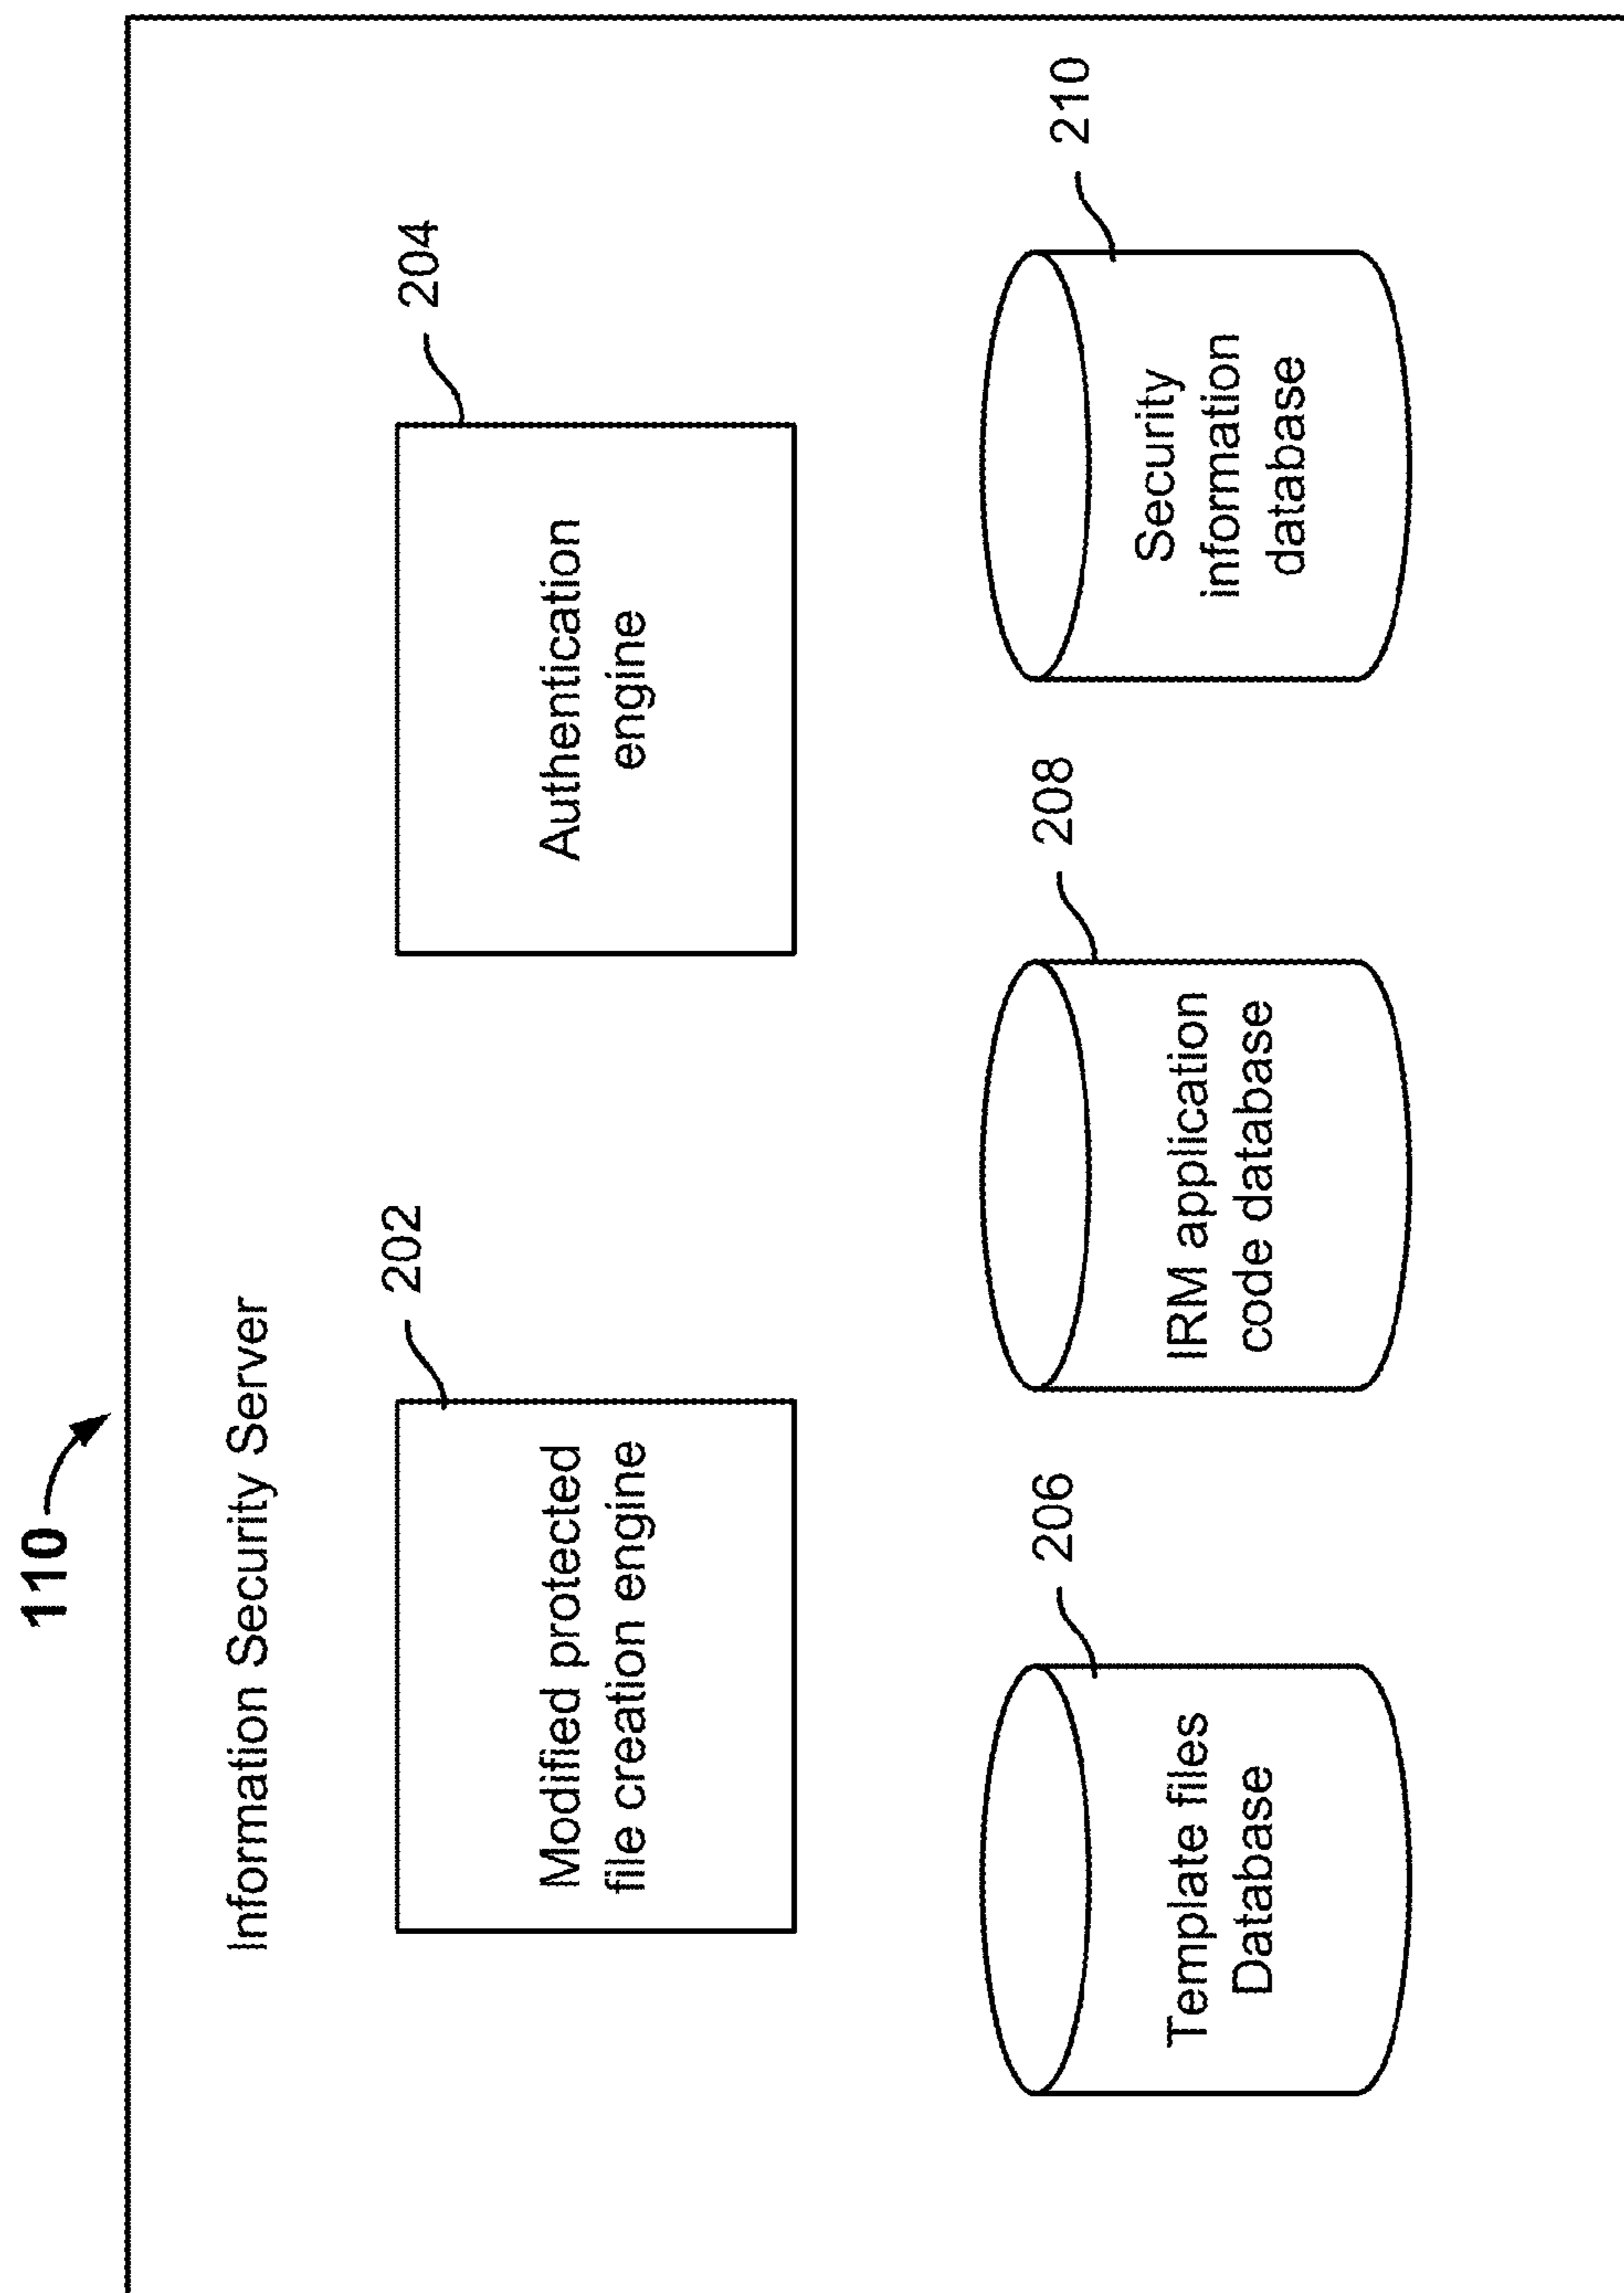 110
Information Security Server
202
Modified protected
file creation engine
204
Authentication
engine
206
Template files
Database
208
IRM application
code database
210
Security
information
database